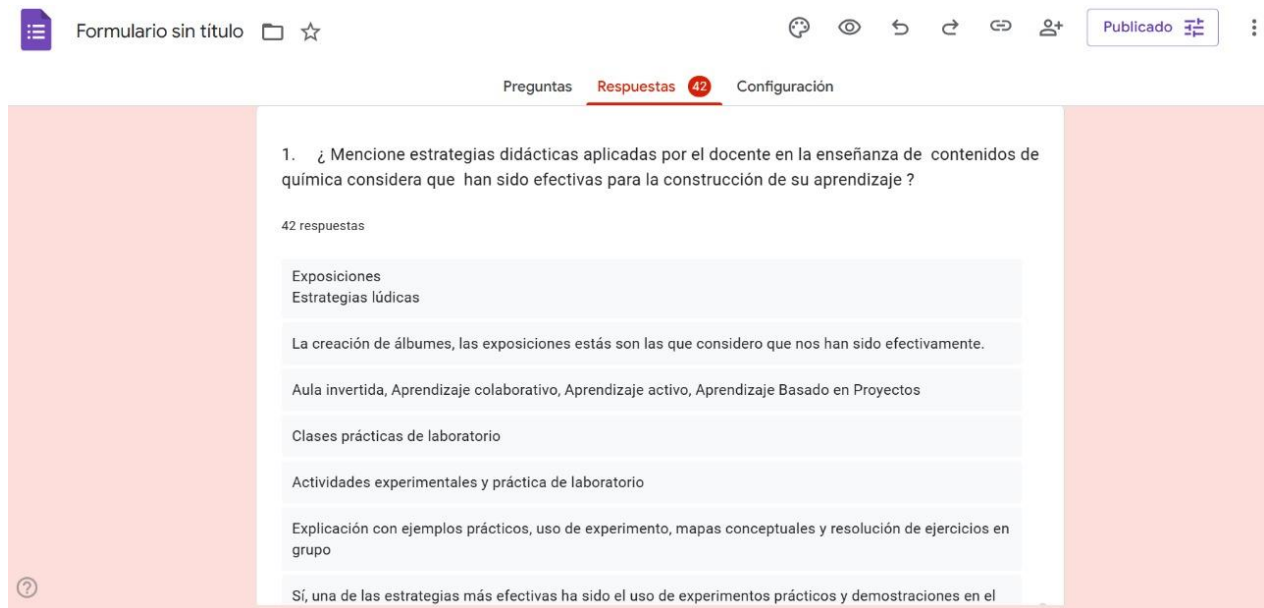 Formulario sin título
Publicado
Preguntas Respuestas 42 Configuración
1. ¿ Mencione estrategias didácticas aplicadas por el docente en la enseñanza de contenidos de
química considera que han sido efectivas para la construcción de su aprendizaje ?
42 respuestas
Exposiciones
Estrategias lúdicas
La creación de álbumes, las exposiciones estás son las que considero que nos han sido efectivamente.
Aula invertida, Aprendizaje colaborativo, Aprendizaje activo, Aprendizaje Basado en Proyectos
Clases prácticas de laboratorio
Actividades experimentales y práctica de laboratorio
Explicación con ejemplos prácticos, uso de experimento, mapas conceptuales y resolución de ejercicios en
grupo
Sí, una de las estrategias más efectivas ha sido el uso de experimentos prácticos y demostraciones en el